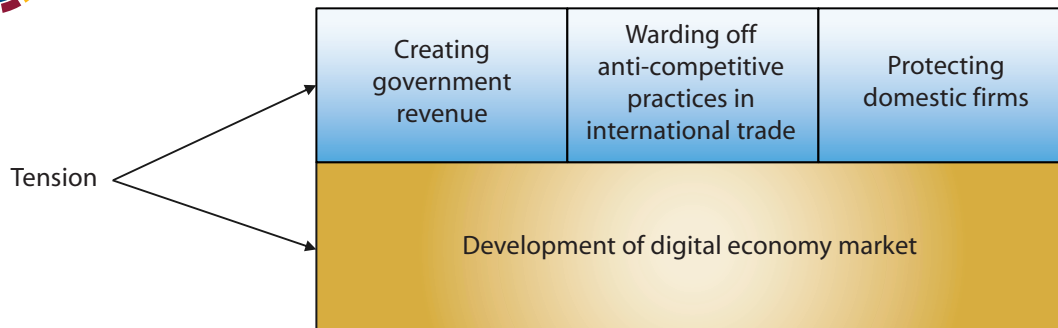 Creating
government
revenue
Warding off
anti-competitive
practices in
international trade
Protecting
domestic firms
Tension
Development of digital economy market